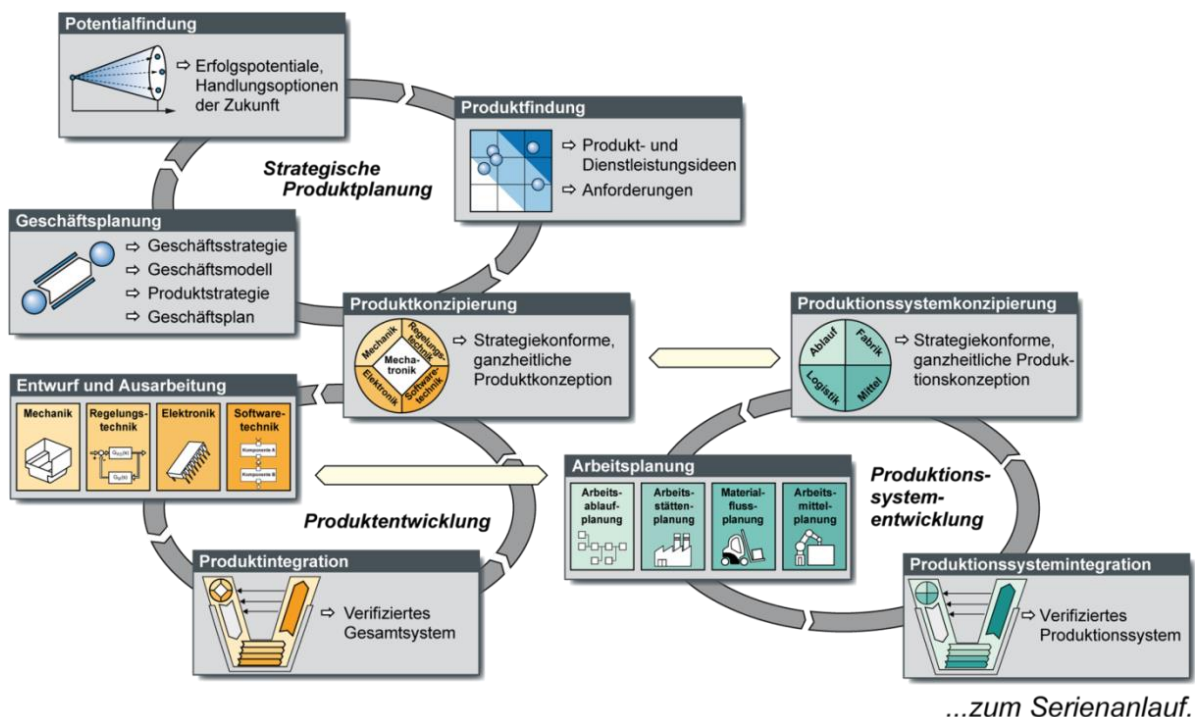 Potentialfindung
Erfolgspotentiale,
Handlungsoptionen
der Zukunft
Produktfindung
Produkt- und
Dienstleistungsideen
Anforderungen
Strategische
Produktplanung
Geschäftsplanung
Geschäftsstrategie
Geschäftsmodell
Produktstrategie
Geschäftsplan
Produktkonzipierung
Mechanik
Regelungs-
technik
Mecha-
tronik
Elektronik
Software-
technik
Strategiekonforme,
ganzheitliche
Produktkonzeption
Produktionssystemkonzipierung
Ablauf
Fabrik
Logistik
Mittel
Strategiekonforme,
ganzheitliche Produk-
tionskonzeption
Entwurf und Ausarbeitung
Mechanik
Regelungs-
technik
Elektronik
Software-
technik
Komponente A
Komponente B
Produktentwicklung
Arbeitsplanung
Arbeits-
ablauf-
planung
Arbeits-
stätten-
planung
Material-
fluss-
planung
Arbeits-
mittel-
planung
Produktions-
system-
entwicklung
Produktintegration
Verifiziertes
Gesamtsystem
Produktionssystemintegration
Verifiziertes
Produktionssystem
...zum Serienanlauf.